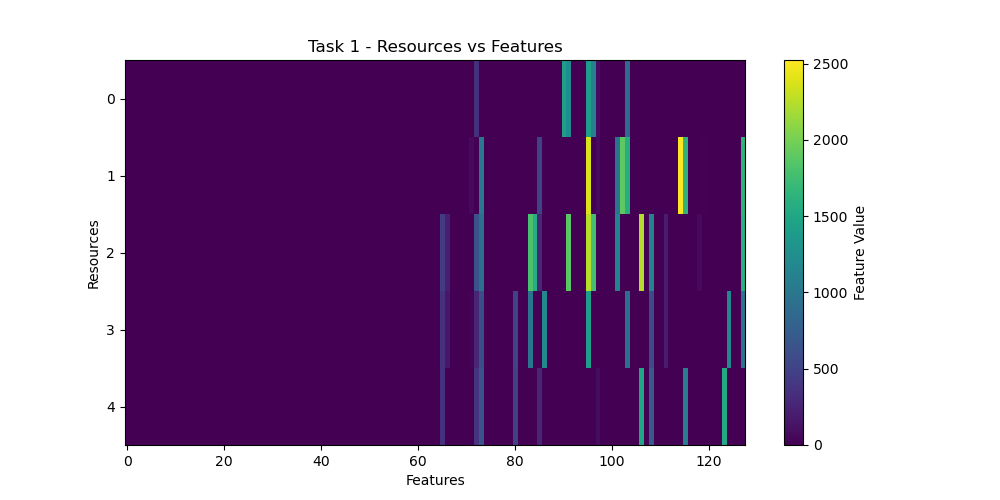 Task 1 - Resources vs Features
Resources
0
1
2
3
4
0 20 40 60 80 100 120
Features
2500
2000
1500
1000
500
0
Feature Value